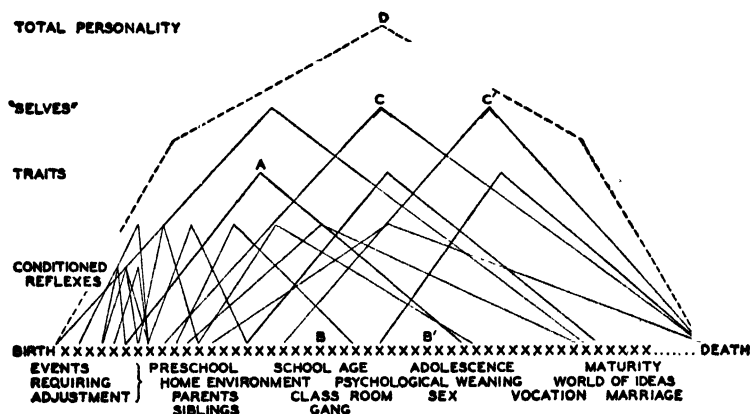 D
TOTAL PERSONALITY
"SELVES"
C
C'
TRAITS
A
CONDITIONED
REFLEXES
B
B'
BIRTH XXXXXXXXXXXXXXXXXXXXXXXXXXXXXXXXXXXXXXXXXXXXXXXX....... DEATH
EVENTS PRESCHOOL SCHOOL AGE ADOLESCENCE MATURITY
REQUIRING HOME ENVIRONMENT PSYCHOLOGICAL WEANING WORLD OF IDEAS
ADJUSTMENT PARENTS CLASS ROOM SEX VOCATION MARRIAGE
SIBLINGS GANG